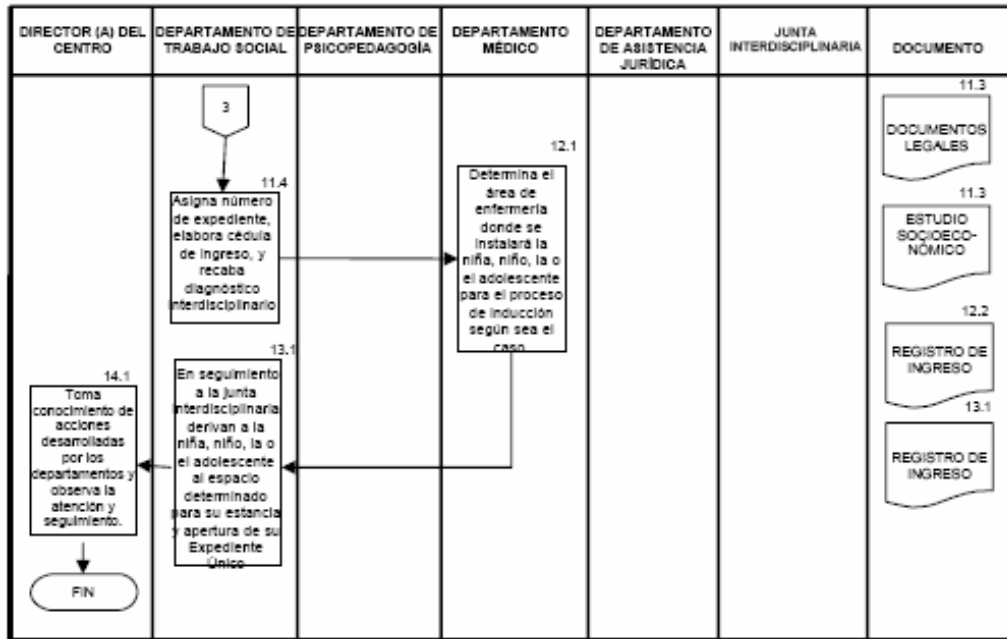 DIRECTOR (A) DEL
CENTRO
DEPARTAMENTO DE
TRABAJO SOCIAL
DEPARTAMENTO DE
PSICOPEDAGOGÍA
DEPARTAMENTO
MÉDICO
DEPARTAMENTO
DE ASISTENCIA
JURÍDICA
JUNTA
INTERDISCIPLINARIA
DOCUMENTO
3
11.4
Asigna número
de expediente,
elabora cédula
de ingreso, y
recaba
diagnóstico
interdisciplinario
12.1
Determina el
área de
enfermería
donde se
instalará la
niña, niño, la o
el adolescente
para el proceso
de inducción
según sea el
caso
13.1
En seguimiento
a la junta
interdisciplinaria
derivan a la
niña, niño, la o
el adolescente
al espacio
determinado
para su estancia
y apertura de su
Expediente
Único
14.1
Toma
conocimiento de
acciones
desarrolladas
por los
departamentos y
observa la
atención y
seguimiento.
FIN
11.3
DOCUMENTOS
LEGALES
11.3
ESTUDIO
SOCIOECO-
NÓMICO
12.2
REGISTRO DE
INGRESO
13.1
REGISTRO DE
INGRESO